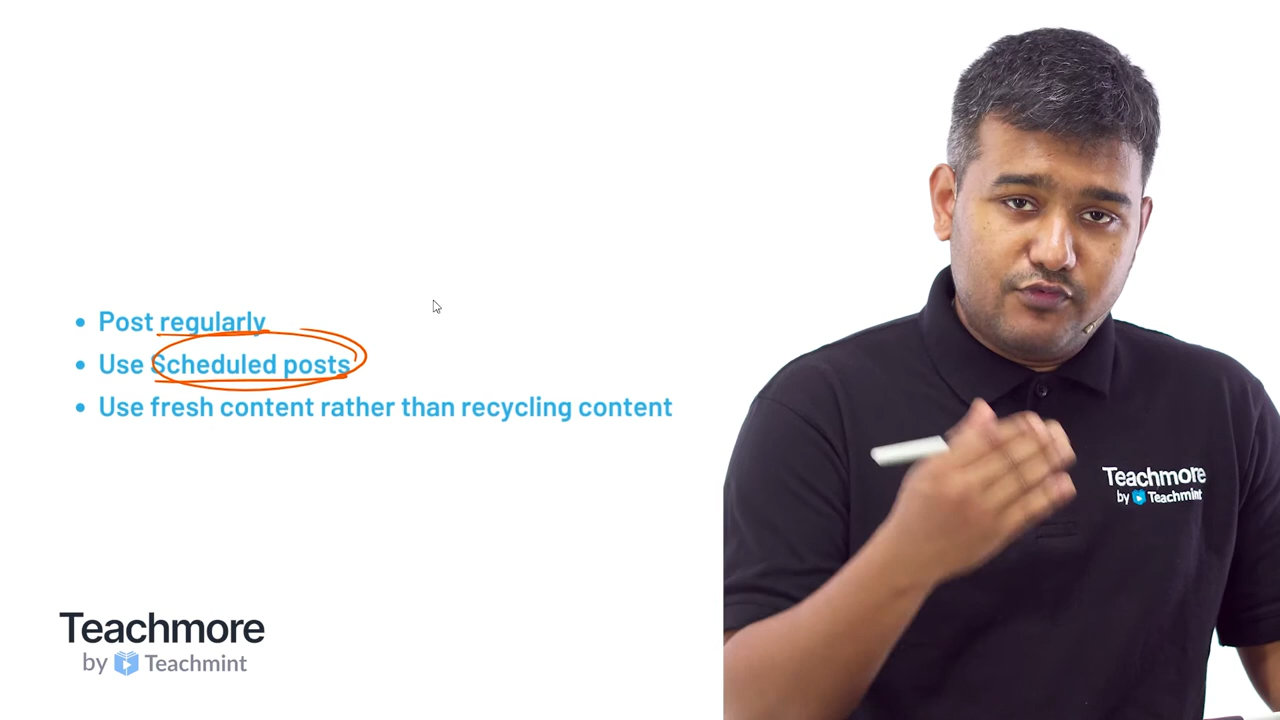 Post regularly
Use Scheduled posts
Use fresh content rather than recycling content
Teachmore
by Teachmint
Teachmore
by Teachmint